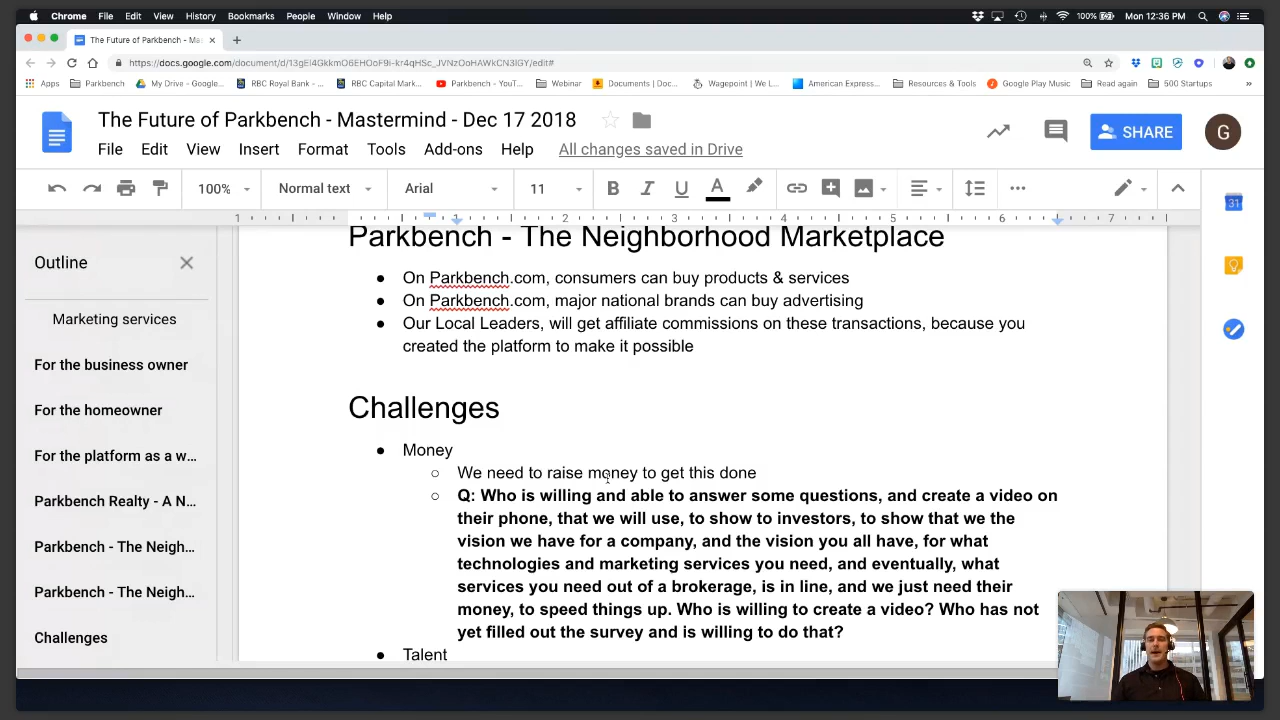 Chrome File Edit View History Bookmarks People Window Help 100% Mon 12:36 PM
The Future of Parkbench - Ma
Apps Parkbench My Drive - Google... RBC Royal Bank - ... RBC Capital Mark... Parkbench - YouT... Webinar Documents | Doc... Wagepoint | We L... American Express... Resources & Tools Google Play Music Read again 500 Startups »
The Future of Parkbench - Mastermind - Dec 17 2018
SHARE G
File Edit View Insert Format Tools Add-ons Help All changes saved in Drive
100% Normal text Arial 11 B I U A
1 1 2 3 4 5 6 7
31
Parkbench - The Neighborhood Marketplace
Outline
● On Parkbench.com, consumers can buy products & services
● On Parkbench.com, major national brands can buy advertising
Marketing services
● Our Local Leaders, will get affiliate commissions on these transactions, because you
created the platform to make it possible
For the business owner
For the homeowner
Challenges
For the platform as a w...
● Money
○ We need to raise money to get this done
Parkbench Realty - A N...
○ Q: Who is willing and able to answer some questions, and create a video on
their phone, that we will use, to show to investors, to show that we the
vision we have for a company, and the vision you all have, for what
Parkbench - The Neigh...
technologies and marketing services you need, and eventually, what
services you need out of a brokerage, is in line, and we just need their
Parkbench - The Neigh...
money, to speed things up. Who is willing to create a video? Who has not
yet filled out the survey and is willing to do that?
Challenges
● Talent